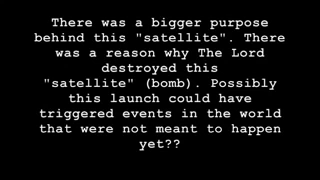 There was a bigger purpose
behind this "satellite". There
was a reason why The Lord
destroyed this
"satellite" (bomb). Possibly
this launch could have
triggered events in the world
that were not meant to happen
yet??